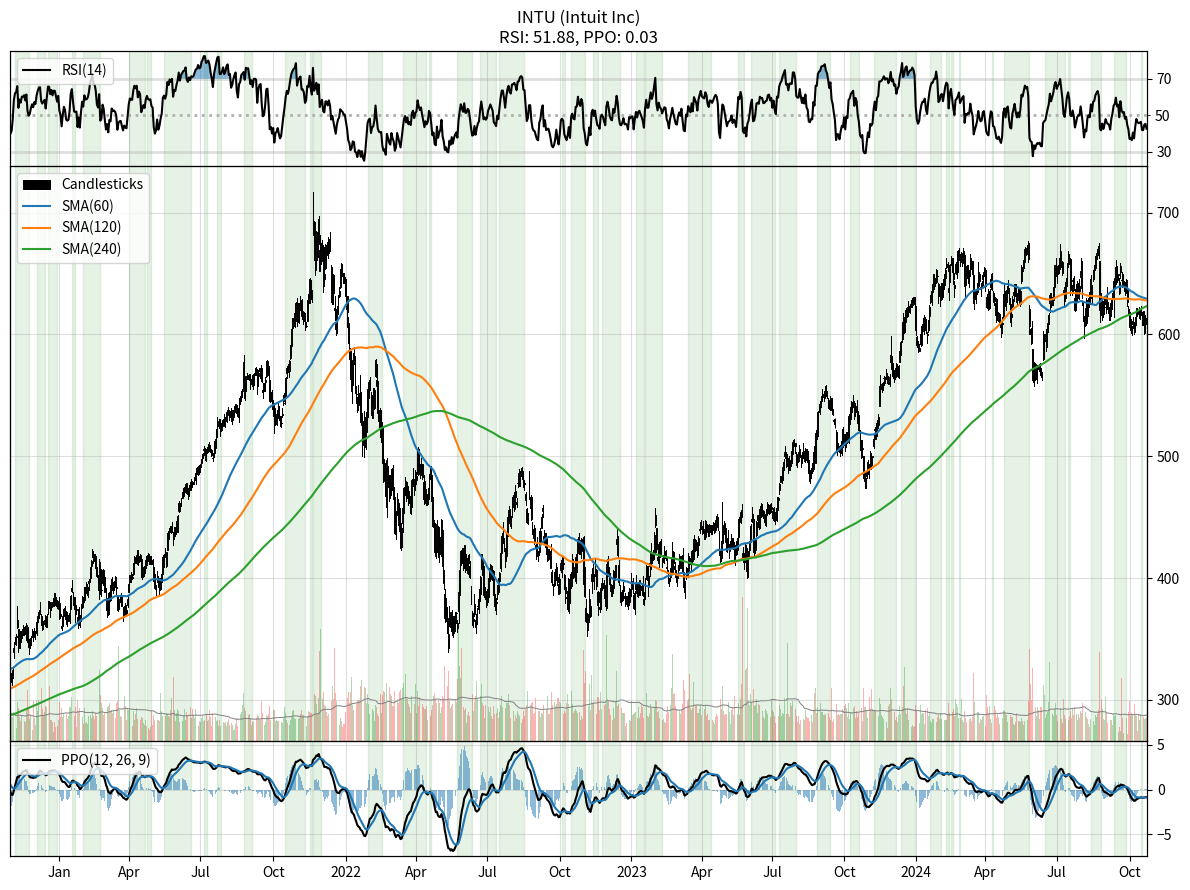 INTU (Intuit Inc)
RSI: 51.88, PPO: 0.03
RSI(14)
70
50
30
Candlesticks
SMA(60)
SMA(120)
SMA(240)
700
600
500
400
300
PPO(12, 26, 9)
5
0
−5
Jan Apr Jul Oct 2022 Apr Jul Oct 2023 Apr Jul Oct 2024 Apr Jul Oct